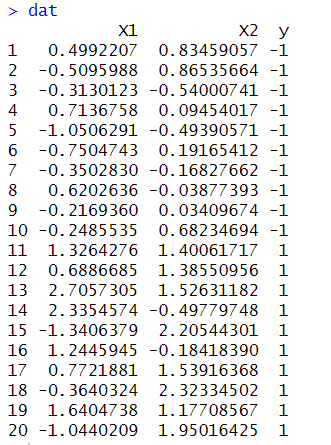 > dat
X1 X2 y
1 0.4992207 0.83459057 -1
2 -0.5095988 0.86535664 -1
3 -0.3130123 -0.54000741 -1
4 0.7136758 0.09454017 -1
5 -1.0506291 -0.49390571 -1
6 -0.7504743 0.19165412 -1
7 -0.3502830 -0.16827662 -1
8 0.6202636 -0.03877393 -1
9 -0.2169360 0.03409674 -1
10 -0.2485535 0.68234694 -1
11 1.3264276 1.40061717 1
12 0.6886685 1.38550956 1
13 2.7057305 1.52631182 1
14 2.3354574 -0.49779748 1
15 -1.3406379 2.20544301 1
16 1.2445945 -0.18418390 1
17 0.7721881 1.53916368 1
18 -0.3640324 2.32334502 1
19 1.6404738 1.17708567 1
20 -1.0440209 1.95016425 1